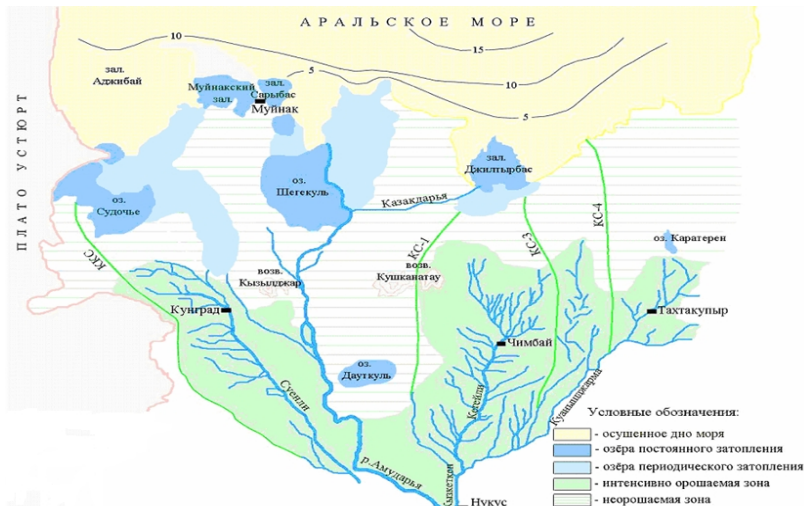 АРАЛЬСКОЕ МОРЕ
10
15
10
5
5
зал.
Аджибай
Муйнакский
зал.
зал.
Сарыбас
Муйнак
ПЛАТО УСТЮРТ
оз.
Судочье
оз.
Шегекуль
зал.
Джилтырбас
Казакдарья
ККС
КС-1
КС-3
КС-4
оз. Каратерен
возв.
Кызылджар
возв.
Кушканатау
Кунград
Тахтакупыр
Чимбай
оз.
Дауткуль
Суенли
Кегейли
Куанышджарма
р.Амударья
Кызкеткен
Нукус
Условные обозначения:
- осушенное дно моря
- озёра постоянного затопления
- озёра периодического затопления
- интенсивно орошаемая зона
- неорошаемая зона